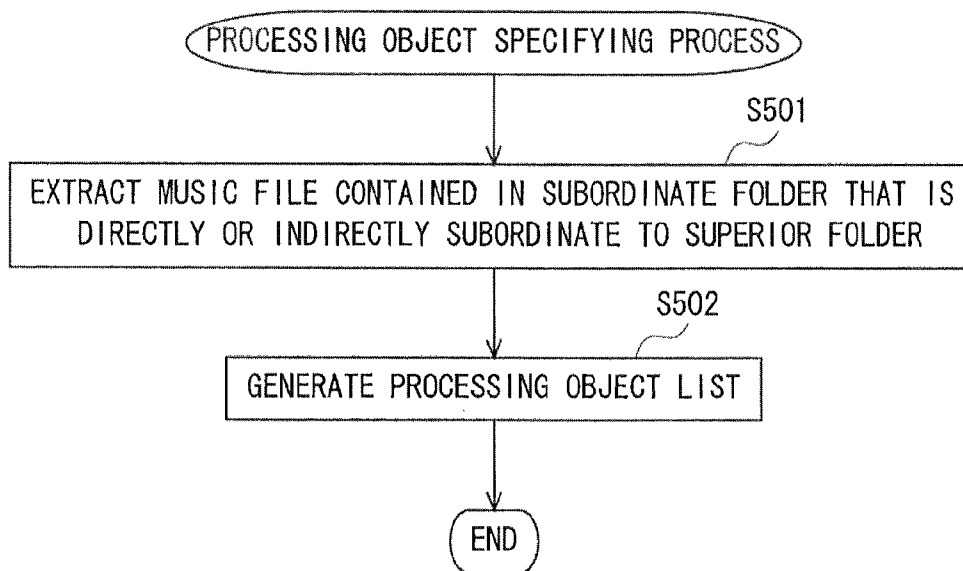 PROCESSING OBJECT SPECIFYING PROCESS
S501
EXTRACT MUSIC FILE CONTAINED IN SUBORDINATE FOLDER THAT IS
DIRECTLY OR INDIRECTLY SUBORDINATE TO SUPERIOR FOLDER
S502
GENERATE PROCESSING OBJECT LIST
END